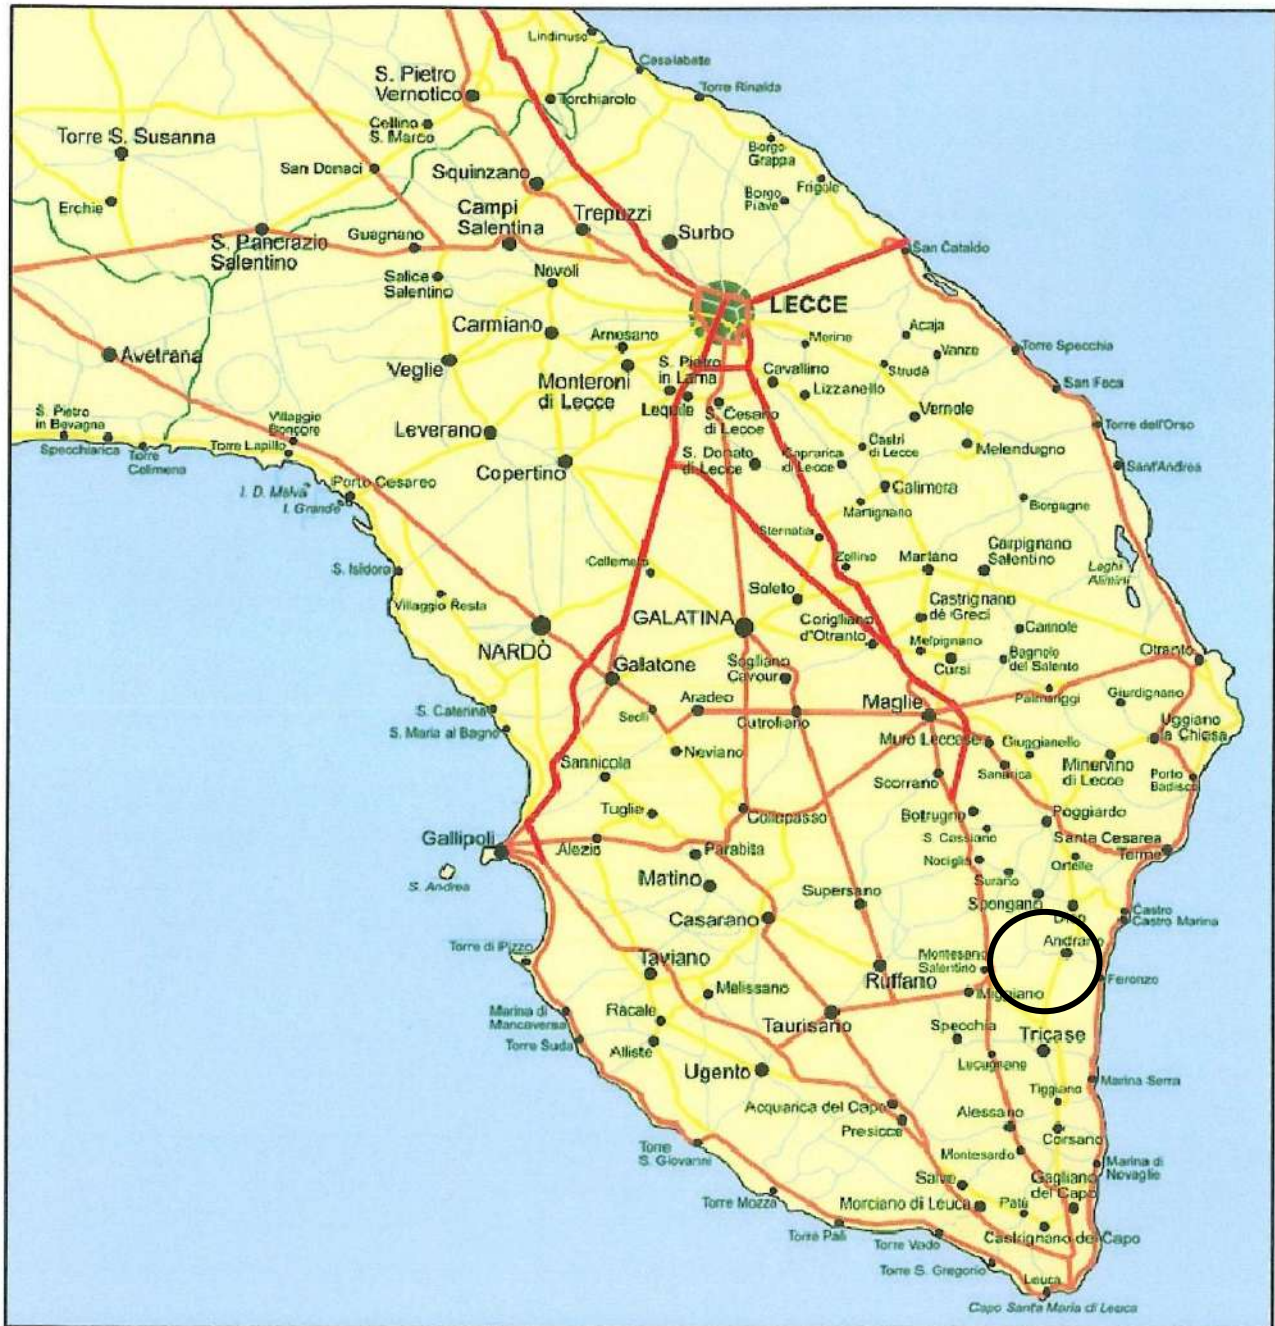 Lindinuso
Casalabate
S. Pietro
Vernotico
Torre Rinalda
Torchiarolo
Cellino
S. Marco
Torre S. Susanna
Borgo
Grappa
San Donaci
Squinzano
Frigole
Borgo
Piave
Erchie
Campi
Salentina
Trepuzzi
Surbo
Guagnano
S. Pancrazio
Salentino
San Cataldo
Novoli
Salice
Salentino
LECCE
Carmiano
Arnesano
Merine
Acaja
Vanze
Torre Specchia
Avetrana
Veglie
S. Pietro
in Lama
Monteroni
di Lecce
Cavallino
Strudà
Lizzanello
San Foca
Lequile
S. Cesario
di Lecce
Vernole
S. Pietro
in Bevagna
Villaggio
Boncore
Torre dell'Orso
Specchiarica
Torre
Colimena
Torre Lapillo
Leverano
Castri
di Lecce
Melendugno
S. Donato
di Lecce
Caprarica
di Lecce
Sant'Andrea
Copertino
Porto Cesareo
I. D. Malva
I. Grande
Calimera
Martignano
Borgagne
Sternatia
Zollino
Martano
Carpignano
Salentino
Laghi
Alimini
S. Isidoro
Collemeto
Villaggio Resta
Soleto
Castrignano
dè Greci
GALATINA
Corigliano
d'Otranto
Cannole
NARDÒ
Melpignano
Cursi
Bagnolo
del Salento
Otranto
Galatone
Sogliano
Cavour
Palmariggi
Giurdignano
S. Caterina
Seclì
Aradeo
Cutrofiano
Maglie
Uggiano
la Chiesa
S. Maria al Bagno
Muro Leccese
Giuggianello
Neviano
Sannicola
Scorrano
Sanarica
Minervino
di Lecce
Porto
Badisco
Tuglie
Collepasso
Botrugno
Poggiardo
S. Cassiano
Santa Cesarea
Terme
Gallipoli
Alezio
Parabita
Nociglia
Ortelle
S. Andrea
Matino
Surano
Supersano
Spongano
Casarano
Castro
Castro Marina
Andrano
Torre di Pizzo
Taviano
Montesano
Salentino
Ruffano
Miggiano
Melissano
Marina di
Mancaversa
Racale
Taurisano
Specchia
Tricase
Torre Suda
Alliste
Lucugnano
Ugento
Marina Serra
Tiggiano
Acquarica del Capo
Presicce
Alessano
Corsano
Torre
S. Giovanni
Montesardo
Marina di
Novaglie
Salve
Gagliano
del Capo
Torre Mozza
Morciano di Leuca
Patù
Torre Pali
Torre Vado
Castrignano del Capo
Torre S. Gregorio
Leuca
Capo Santa Maria di Leuca